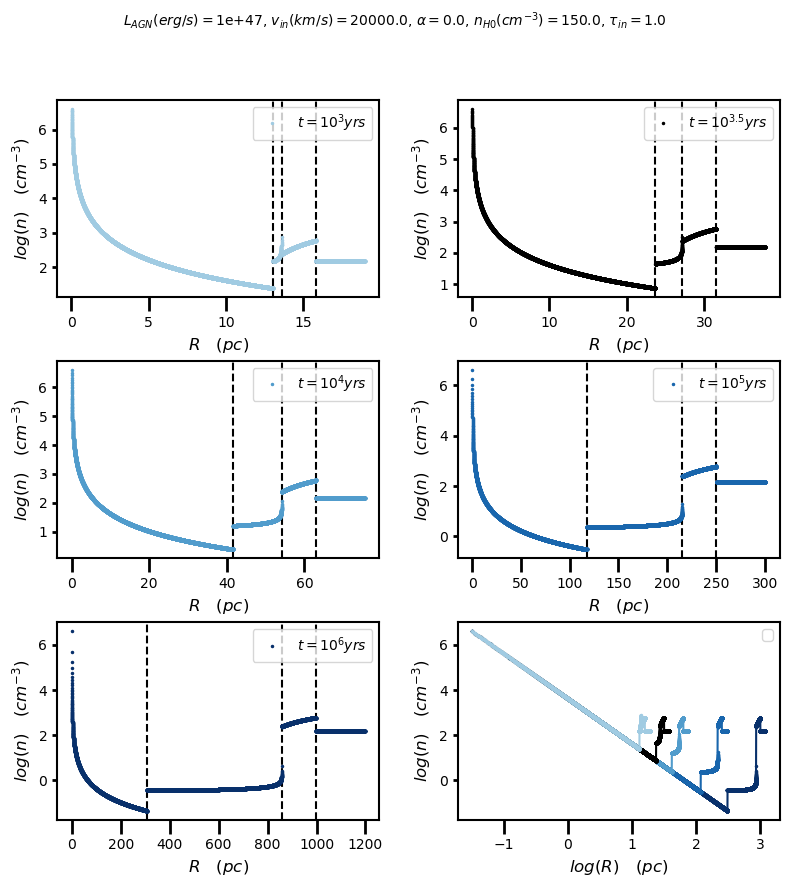 L_AGN(erg/s) = 1e+47, v_in(km/s) = 20000.0, α = 0.0, n_H0(cm^−3) = 150.0, τ_in = 1.0
log(n) (cm^−3)
6
5
4
3
2
t = 10^3 yrs
0 5 10 15
R (pc)
log(n) (cm^−3)
6
5
4
3
2
1
t = 10^3.5 yrs
0 10 20 30
R (pc)
log(n) (cm^−3)
6
5
4
3
2
1
t = 10^4 yrs
0 20 40 60
R (pc)
log(n) (cm^−3)
6
4
2
0
t = 10^5 yrs
0 50 100 150 200 250 300
R (pc)
log(n) (cm^−3)
6
4
2
0
t = 10^6 yrs
0 200 400 600 800 1000 1200
R (pc)
log(n) (cm^−3)
6
4
2
0
−1 0 1 2 3
log(R) (pc)